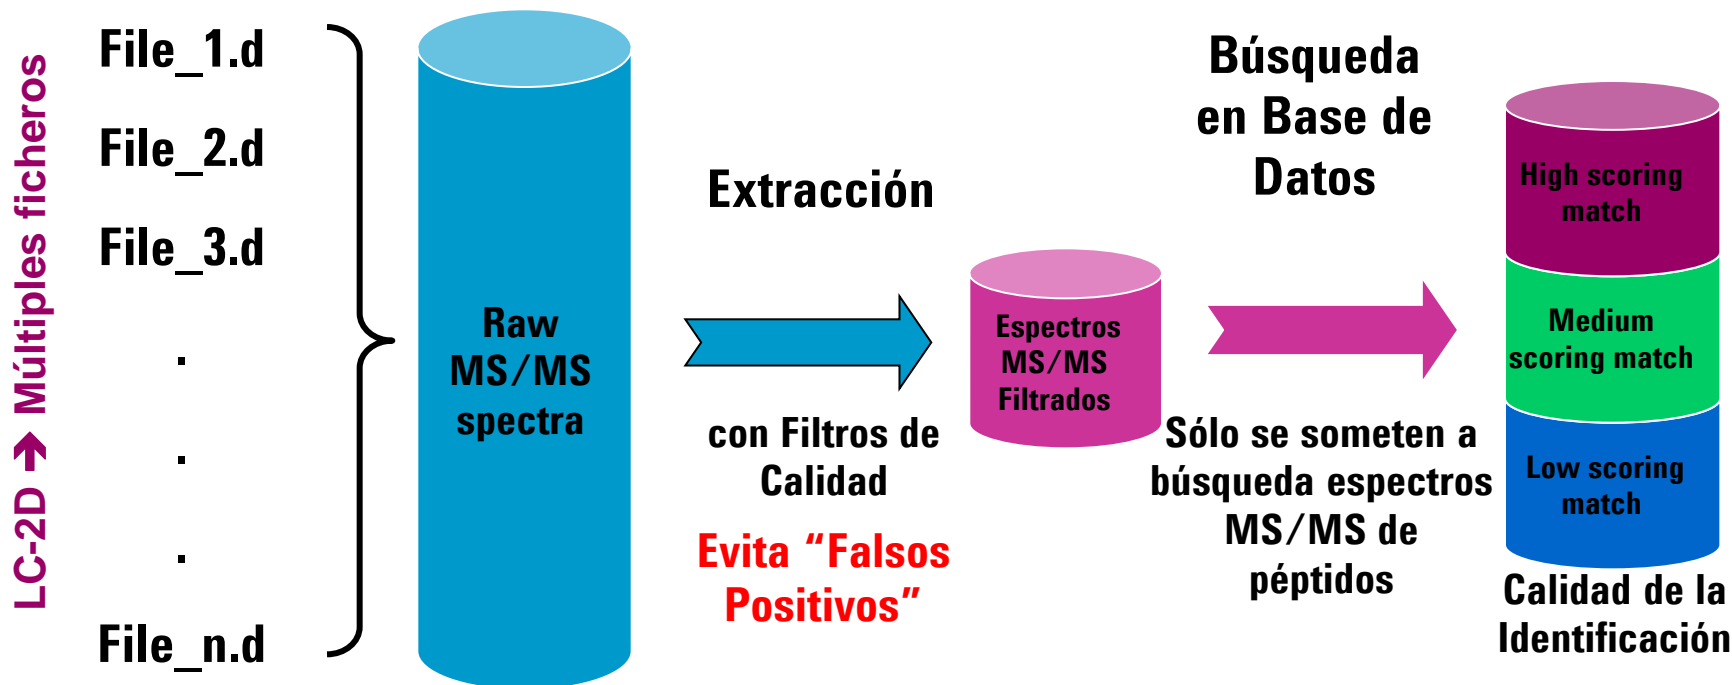 LC-2D → Múltiples ficheros
File_1.d
File_2.d
File_3.d
.
.
.
File_n.d
Raw
MS/MS
spectra
Extracción
con Filtros de
Calidad
Evita “Falsos
Positivos”
Espectros
MS/MS
Filtrados
Búsqueda
en Base de
Datos
Sólo se someten a
búsqueda espectros
MS/MS de
péptidos
High scoring
match
Medium
scoring match
Low scoring
match
Calidad de la
Identificación